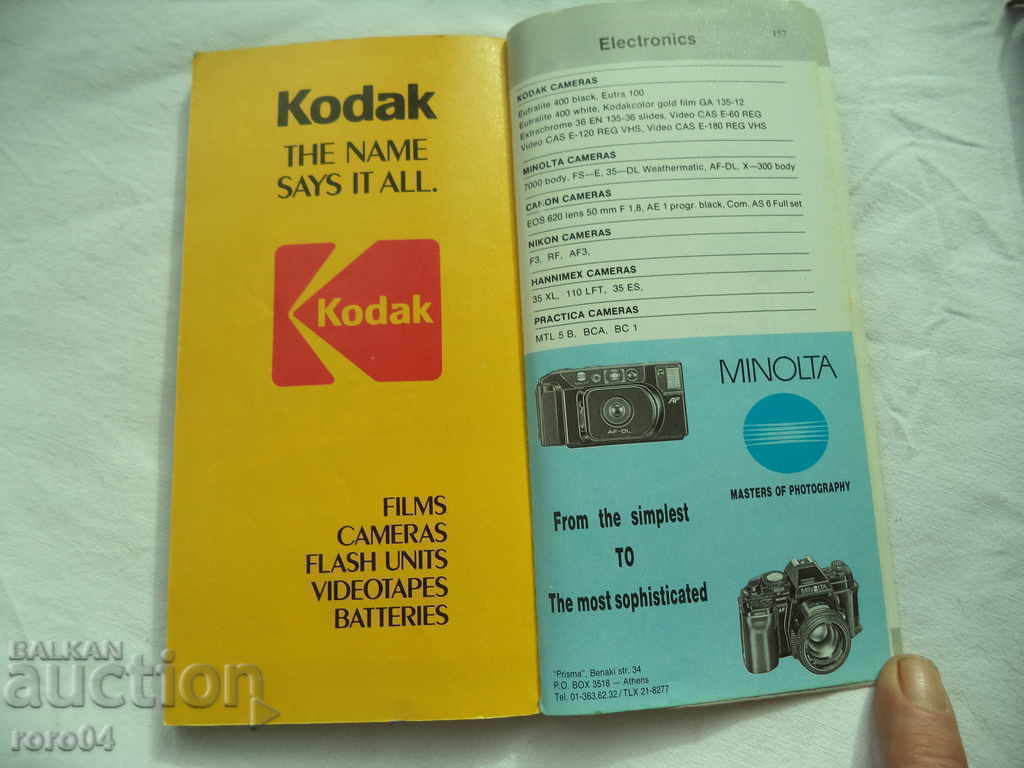 Kodak
THE NAME
SAYS IT ALL.
Kodak
FILMS
CAMERAS
FLASH UNITS
VIDEOTAPES
BATTERIES
Electronics
157
KODAK CAMERAS
Eutralite 400 black, Eutra 100
Eutralite 400 white, Kodakcolor gold film GA 135-12
Extrachrome 36 EN 135-36 slides, Video CAS E-60 REG
Video CAS E-120 REG VHS, Video CAS E-180 REG VHS
MINOLTA CAMERAS
7000 body, FS—E, 35—DL Weathermatic, AF-DL, X—300 body
CANON CAMERAS
EOS 620 lens 50 mm F 1,8, AE 1 progr. black, Com. AS 6 Full set
NIKON CAMERAS
F3, RF, AF3,
HANNIMEX CAMERAS
35 XL, 110 LFT, 35 ES,
PRACTICA CAMERAS
MTL 5 B, BCA, BC 1
MINOLTA
AF
AF-DL
MASTERS OF PHOTOGRAPHY
From the simplest
TO
The most sophisticated
MINOLTA
"Prisma", Benaki str. 34
P.O. BOX 3518 — Athens
Tel. 01-363.62.32/TLX 21-8277
BALKAN
auction
roro04